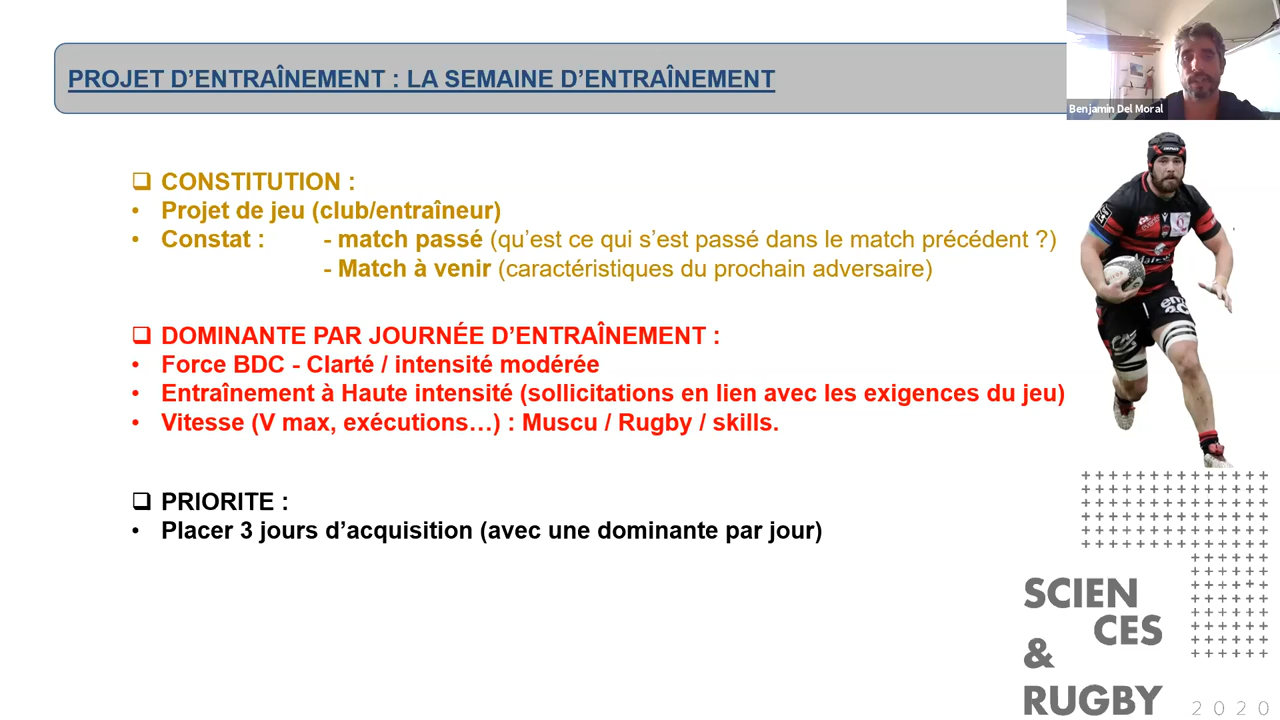 PROJET D'ENTRAÎNEMENT : LA SEMAINE D'ENTRAÎNEMENT
Benjamin Del Moral
❑ CONSTITUTION :
• Projet de jeu (club/entraîneur)
• Constat : - match passé (qu'est ce qui s'est passé dans le match précédent ?)
- Match à venir (caractéristiques du prochain adversaire)
❑ DOMINANTE PAR JOURNÉE D'ENTRAÎNEMENT :
• Force BDC - Clarté / intensité modérée
• Entraînement à Haute intensité (sollicitations en lien avec les exigences du jeu)
• Vitesse (V max, exécutions…) : Muscu / Rugby / skills.
❑ PRIORITE :
• Placer 3 jours d'acquisition (avec une dominante par jour)
SCIEN
CES
&
RUGBY
2020